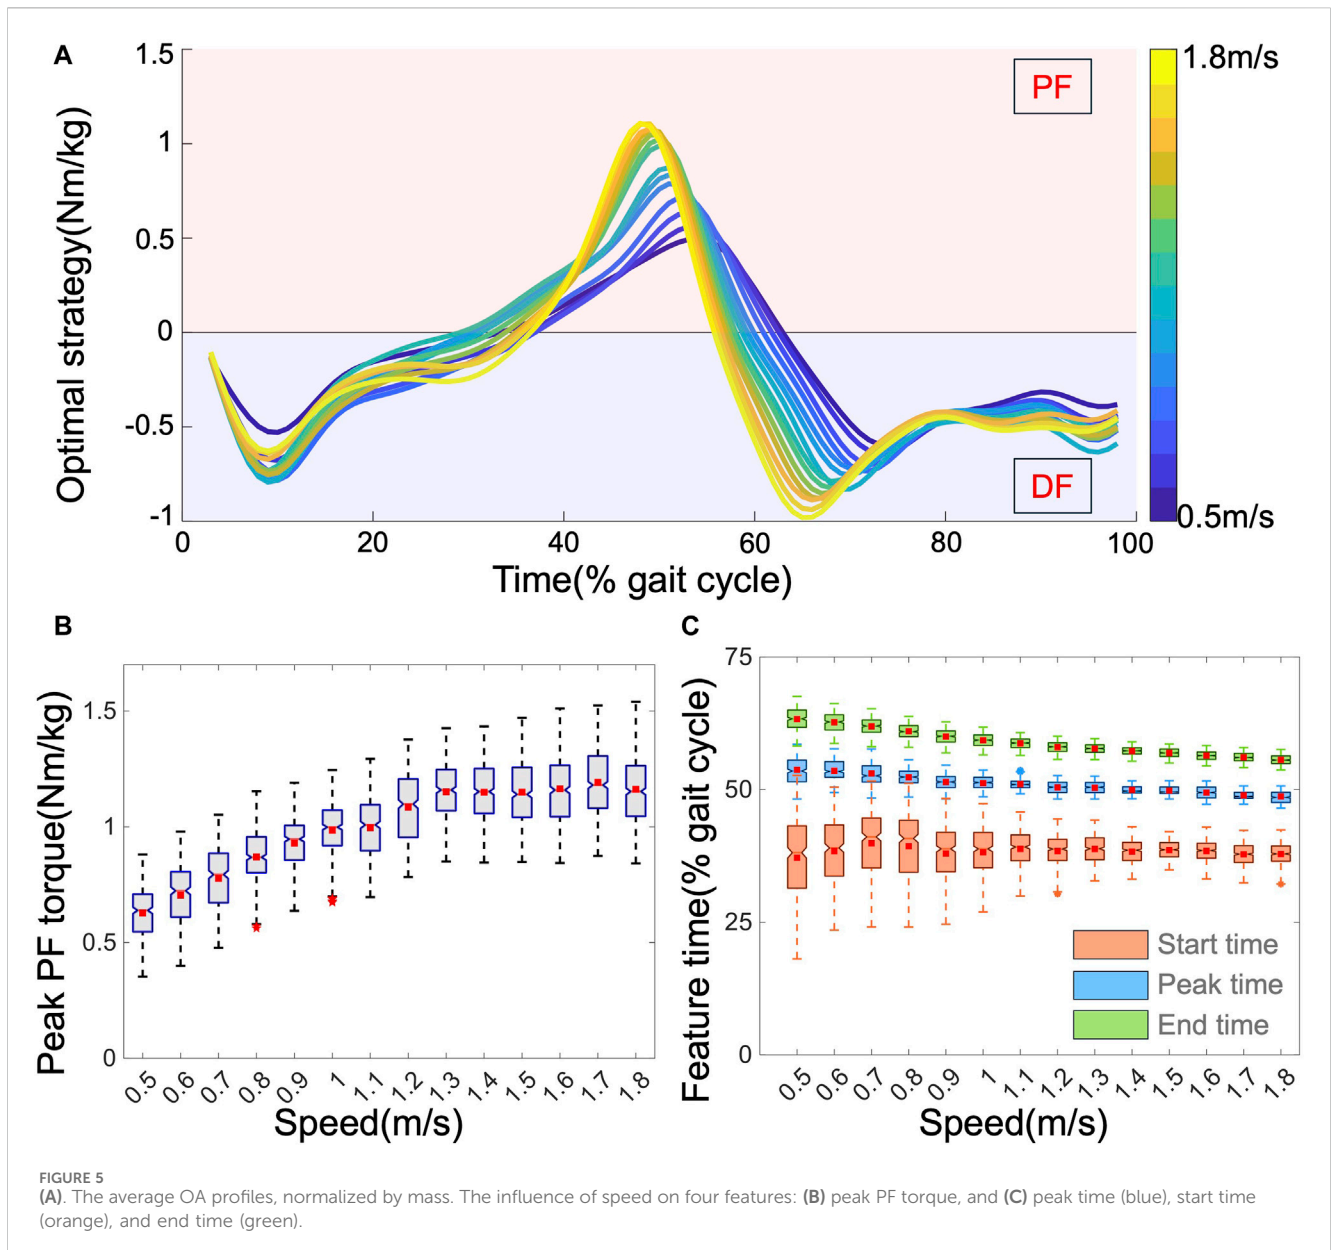 A
1.5
1
0.5
0
-0.5
-1
Optimal strategy(Nm/kg)
PF
DF
1.8m/s
0.5m/s
0 20 40 60 80 100
Time(% gait cycle)
B
1.5
1
0.5
0
Peak PF torque(Nm/kg)
0.5 0.6 0.7 0.8 0.9 1 1.1 1.2 1.3 1.4 1.5 1.6 1.7 1.8
Speed(m/s)
C
75
50
25
0
Feature time(% gait cycle)
Start time
Peak time
End time
0.5 0.6 0.7 0.8 0.9 1 1.1 1.2 1.3 1.4 1.5 1.6 1.7 1.8
Speed(m/s)
FIGURE 5
(A). The average OA profiles, normalized by mass. The influence of speed on four features: (B) peak PF torque, and (C) peak time (blue), start time
(orange), and end time (green).